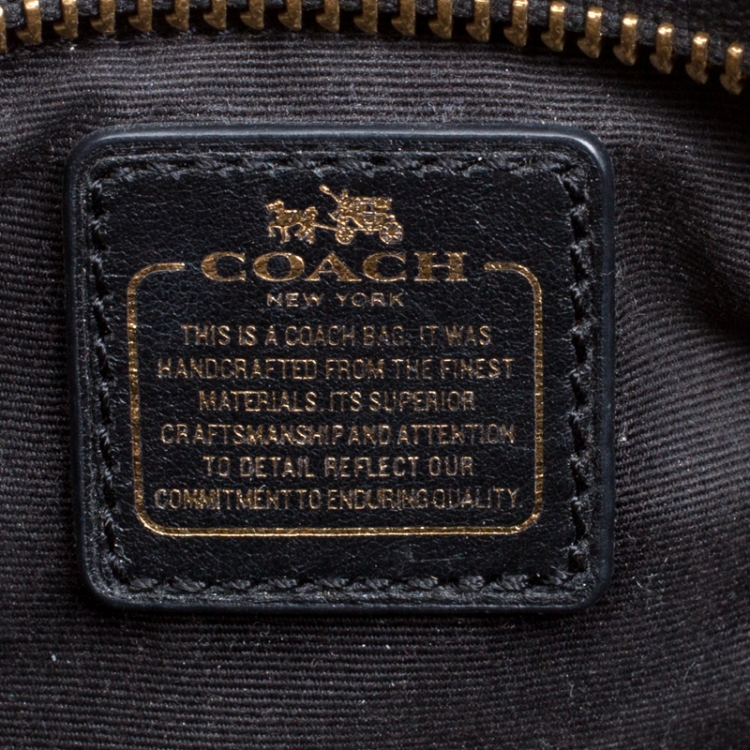 COACH
NEW YORK
THIS IS A COACH BAG. IT WAS
HANDCRAFTED FROM THE FINEST
MATERIALS. ITS SUPERIOR
CRAFTSMANSHIP AND ATTENTION
TO DETAIL REFLECT OUR
COMMITMENT TO ENDURING QUALITY.